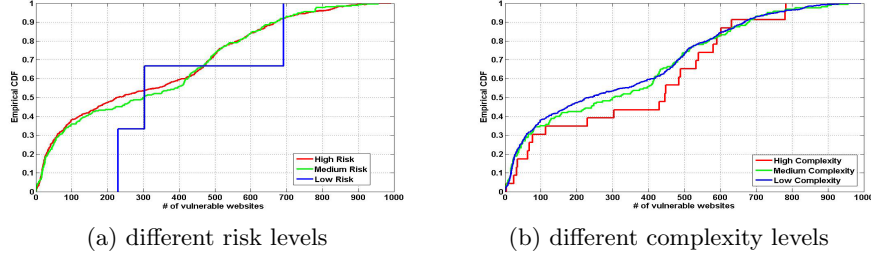 1
0.9
0.8
0.7
0.6
0.5
0.4
0.3
0.2
0.1
0
Empirical CDF
High Risk
Medium Risk
Low Risk
0 100 200 300 400 500 600 700 800 900 1000
# of vulnerable websites
(a) different risk levels
1
0.9
0.8
0.7
0.6
0.5
0.4
0.3
0.2
0.1
0
Empirical CDF
High Complexity
Medium Complexity
Low Complexity
0 100 200 300 400 500 600 700 800 900 1000
# of vulnerable websites
(b) different complexity levels